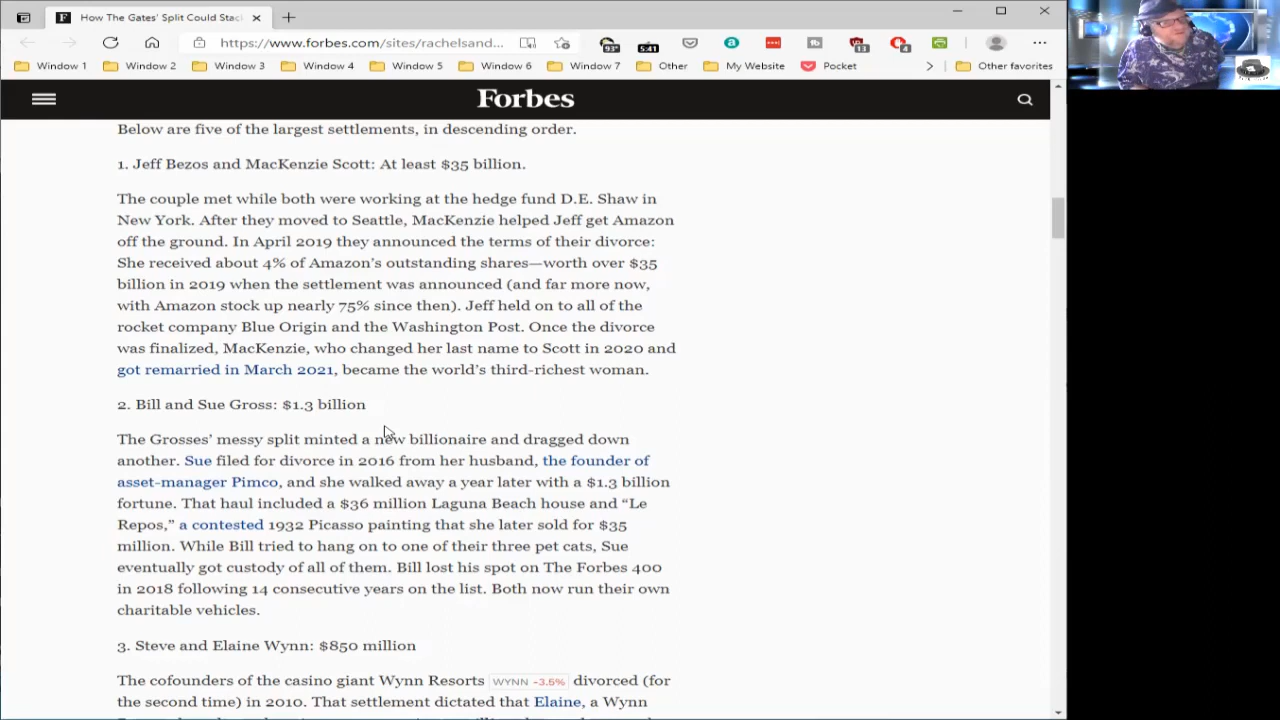 How The Gates' Split Could Stac
https://www.forbes.com/sites/rachelsand...
93°
5:41
13
4
Window 1
Window 2
Window 3
Window 4
Window 5
Window 6
Window 7
Other
My Website
Pocket
Other favorites
Forbes
Below are five of the largest settlements, in descending order.
1. Jeff Bezos and MacKenzie Scott: At least $35 billion.
The couple met while both were working at the hedge fund D.E. Shaw in
New York. After they moved to Seattle, MacKenzie helped Jeff get Amazon
off the ground. In April 2019 they announced the terms of their divorce:
She received about 4% of Amazon's outstanding shares—worth over $35
billion in 2019 when the settlement was announced (and far more now,
with Amazon stock up nearly 75% since then). Jeff held on to all of the
rocket company Blue Origin and the Washington Post. Once the divorce
was finalized, MacKenzie, who changed her last name to Scott in 2020 and
got remarried in March 2021, became the world's third-richest woman.
2. Bill and Sue Gross: $1.3 billion
The Grosses' messy split minted a new billionaire and dragged down
another. Sue filed for divorce in 2016 from her husband, the founder of
asset-manager Pimco, and she walked away a year later with a $1.3 billion
fortune. That haul included a $36 million Laguna Beach house and “Le
Repos,” a contested 1932 Picasso painting that she later sold for $35
million. While Bill tried to hang on to one of their three pet cats, Sue
eventually got custody of all of them. Bill lost his spot on The Forbes 400
in 2018 following 14 consecutive years on the list. Both now run their own
charitable vehicles.
3. Steve and Elaine Wynn: $850 million
The cofounders of the casino giant Wynn Resorts WYNN -3.5% divorced (for
the second time) in 2010. That settlement dictated that Elaine, a Wynn